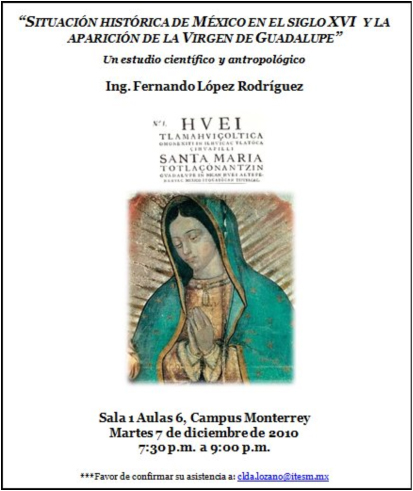 “SITUACIÓN HISTÓRICA DE MÉXICO EN EL SIGLO XVI Y LA
APARICIÓN DE LA VIRGEN DE GUADALUPE”
Un estudio científico y antropológico
Ing. Fernando López Rodríguez
Nº I.
HVEI
TLAMAHVIÇOLTICA
SANTA MARIA
TOTLAÇONANTZIN
Sala 1 Aulas 6, Campus Monterrey
Martes 7 de diciembre de 2010
7:30 p.m. a 9:00 p.m.
***Favor de confirmar su asistencia a: clda.lozano@itesm.mx